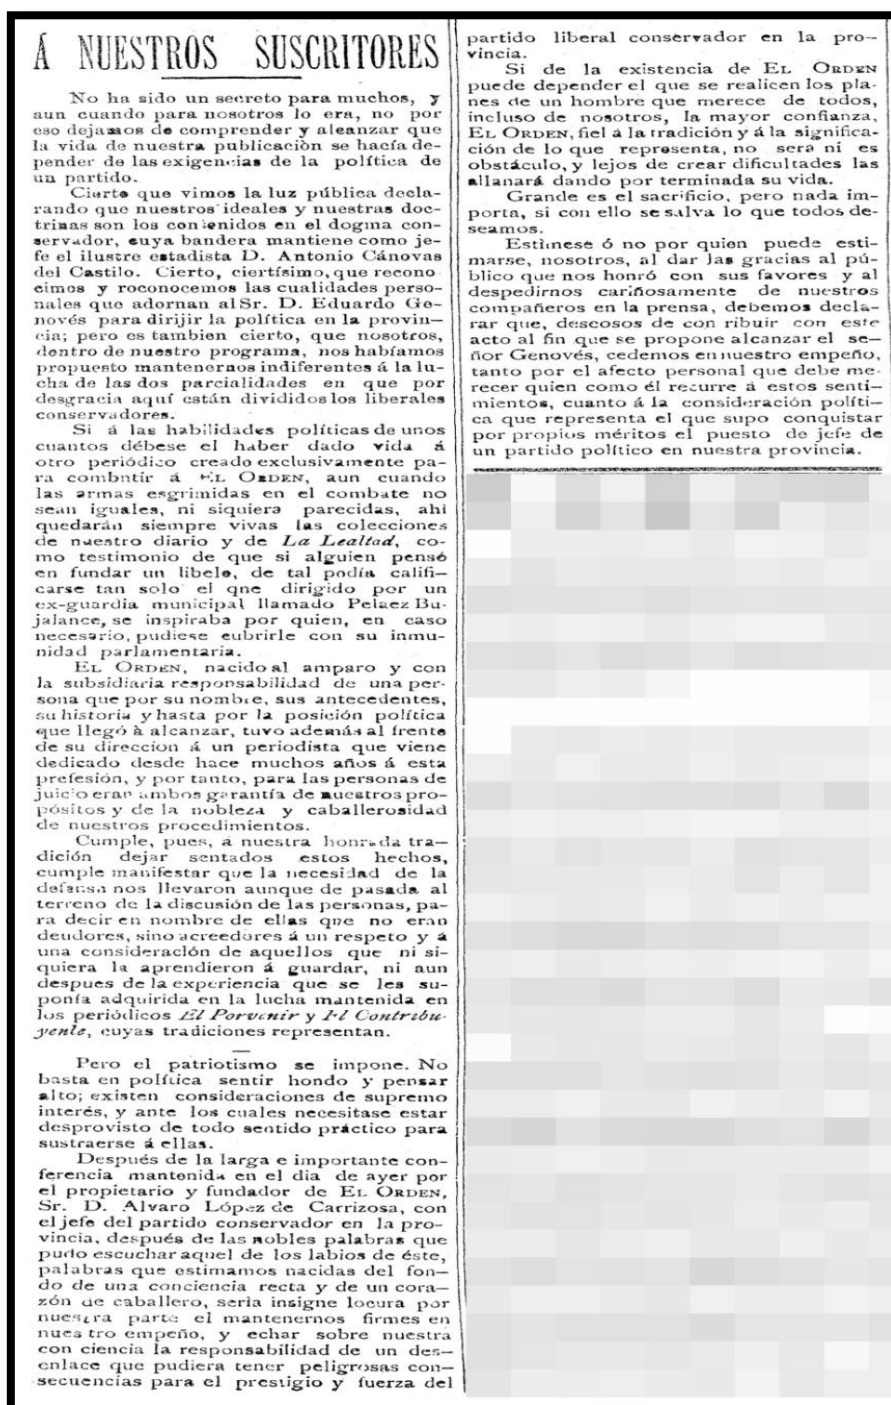 Á NUESTROS SUSCRITORES
No ha sido un secreto para muchos, y
aun cuando para nosotros lo era, no por
eso dejamos de comprender y aleanzar que
la vida de nuestra publicación se hacía de-
pender de las exigencias de la política de
un partido.
Cierto que vimos la luz pública decla-
rando que nuestros ideales y nuestras doc-
trinas son los contenidos en el dogma con-
servador, cuya bandera mantiene como je-
fe el ilustre estadista D. Antonio Cánovas
del Castilo. Cierto, ciertísimo, que recono
cimos y roconocemos las cualidades perso-
nales que adornan al Sr. D. Eduardo Ge-
novés para dirijir la política en la provin-
cia; pero es tambien cierto, que nosotros,
dentro de nuestro programa, nos habíamos
propuesto mantenernos indiferentes á la lu-
cha de las dos parcialidades en que por
desgracia aquí están divididos los liberales
conservadores.
Si á las habilidades políticas de unos
cuantos débese el haber dado vida á
otro periódico creado exclusivamente pa-
ra combntir á EL ORDEN, aun cuando
las armas esgrimidas en el combate no
sean iguales, ni siquiera parecidas, ahi
quedarán siempre vivas las colecciones
de nuestro diario y de La Lealtad, co-
mo testimonio de que si alguien pensó
en fundar un libelo, de tal podía califi-
carse tan solo el qne dirigido por un
ex-guardia municipal llamado Pelaez Bu-
jalance, se inspiraba por quien, en caso
necesario, pudiese eubrirle con su inmu-
nidad parlamentaria.
EL ORDEN, nacido al amparo y con
la subsidiaria responsabilidad de una per-
sona que por su nombre, sus antecedentes,
su historia y hasta por la posición política
que llegó à alcanzar, tuvo además al frente
de su direccion á un periodista que viene
dedicado desde hace muchos años á esta
prefesión, y por tanto, para las personas de
juicio eran ambos garantía de nuestros pro-
pósitos y de la nobleza y caballerosidad
de nuestros procedimientos.
Cumple, pues, à nuestra honrada tra-
dición dejar sentados estos hechos,
cumple manifestar que la necesidad de la
defensa nos llevaron aunque de pasada al
terreno de la discusión de las personas, pa-
ra decir en nombre de ellas que no eran
deudores, sino acreedores á un respeto y á
una consideración de aquellos que ni si-
quiera la aprendieron á guardar, ni aun
despues de la experiencia que se les su-
ponía adquirida en la lucha mantenida en
los periódicos El Porvenir y El Contribu-
yente, cuyas tradiciones representan.
Pero el patriotismo se impone. No
basta en política sentir hondo y pensar
alto; existen consideraciones de supremo
interés, y ante los cuales necesitase estar
desprovisto de todo sentido práctico para
sustraerse á ellas.
Después de la larga e importante con-
ferencia mantenida en el dia de ayer por
el propietario y fundador de EL ORDEN,
Sr. D. Alvaro López de Carrizosa, con
el jefe del partido conservador en la pro-
vincia, después de las nobles palabras que
pudo escuchar aquel de los labios de éste,
palabras que estimamos nacidas del fon-
do de una conciencia recta y de un cora-
zón de caballero, seria insigne locura por
nuestra parte el mantenernos firmes en
nues tro empeño, y echar sobre nuestra
con ciencia la responsabilidad de un des-
enlace que pudiera tener peligrosas con-
secuencias para el prestigio y fuerza del
partido liberal conservador en la pro-
vincia.
Si de la existencia de EL ORDEN
puede depender el que se realicen los pla-
nes de un hombre que merece de todos,
incluso de nosotros, la mayor confianza,
EL ORDEN, fiel á la tradición y á la significa-
ción de lo que representa, no sera ni es
obstáculo, y lejos de crear dificultades las
allanará dando por terminada su vida.
Grande es el sacrificio, pero nada im-
porta, si con ello se salva lo que todos de-
seamos.
Estimese ó no por quien puede esti-
marse, nosotros, al dar las gracias al pú-
blico que nos honró con sus favores y al
despedirnos cariñosamente de nuestros
compañeros en la prensa, debemos decla-
rar que, descosos de con ribuir con este
acto al fin que se propone alcanzar el se-
ñor Genovés, cedemos en nuestro empeño,
tanto por el afecto personal que debe me-
recer quien como él recurre á estos senti-
mientos, cuanto á la consideración políti-
ca que representa el que supo conquistar
por propios méritos el puesto de jefe de
un partido político en nuestra provincia.